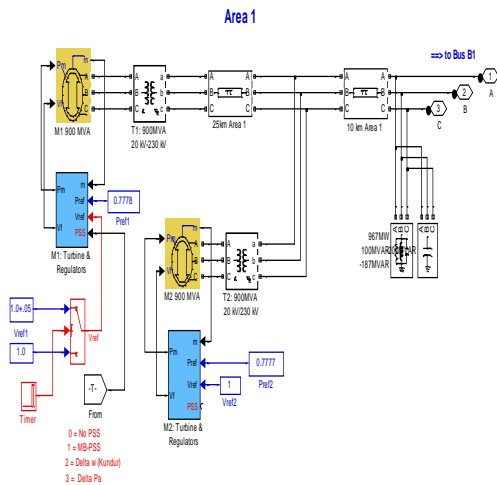 Area 1
==> to Bus B1
Pm
m
A
B
C
Vf
M1 900 MVA
A
a
B
b
C
c
T1: 900MVA
20 kV-230 kV
A
A
B
B
C
C
25km Area 1
A
A
B
B
C
C
10 km Area 1
1
A
2
B
3
C
Pm
m
Pref
Vref
Vf
PSS
M1: Turbine &
Regulators
0.7778
Pref1
Pm
m
A
B
C
Vf
M2 900 MVA
A
a
B
b
C
c
T2: 900MVA
20 kV/230 kV
A B C
A B C
967MW
100MVAR
-187MVAR
1.0+.05
Vref1
1.0
Vref
Timer
-T-
From
Pm
m
Pref
Vref
Vf
PSS
M2: Turbine &
Regulators
0.7777
Pref2
1
Vref2
0 = No PSS
1 = MB-PSS
2 = Delta w (Kundur)
3 = Delta Pa